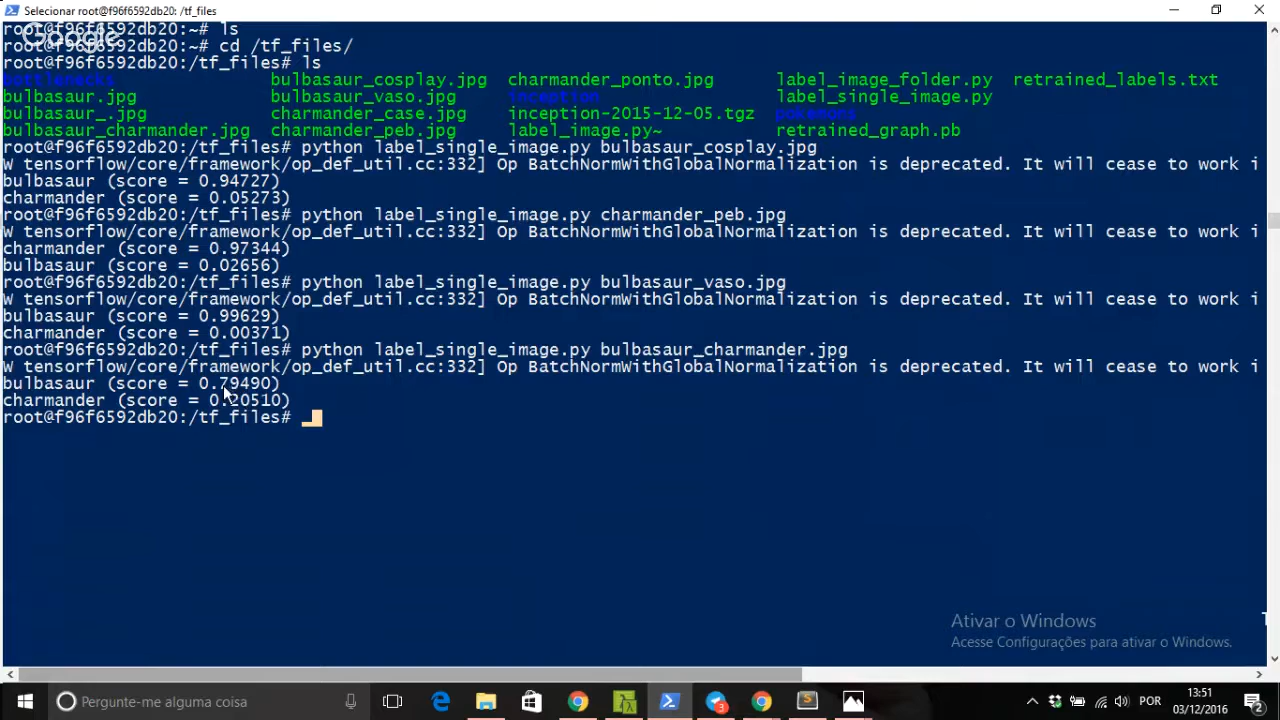 Selecionar root@f96f6592db20: /tf_files
root@f96f6592db20:~# ls
Google
root@f96f6592db20:~# cd /tf_files/
root@f96f6592db20:/tf_files# ls
bottlenecks bulbasaur_cosplay.jpg charmander_ponto.jpg label_image_folder.py retrained_labels.txt
bulbasaur.jpg bulbasaur_vaso.jpg inception label_single_image.py
bulbasaur_.jpg charmander_case.jpg inception-2015-12-05.tgz pokemons
bulbasaur_charmander.jpg charmander_peb.jpg label_image.py~ retrained_graph.pb
root@f96f6592db20:/tf_files# python label_single_image.py bulbasaur_cosplay.jpg
W tensorflow/core/framework/op_def_util.cc:332] Op BatchNormWithGlobalNormalization is deprecated. It will cease to work i
bulbasaur (score = 0.94727)
charmander (score = 0.05273)
root@f96f6592db20:/tf_files# python label_single_image.py charmander_peb.jpg
W tensorflow/core/framework/op_def_util.cc:332] Op BatchNormWithGlobalNormalization is deprecated. It will cease to work i
charmander (score = 0.97344)
bulbasaur (score = 0.02656)
root@f96f6592db20:/tf_files# python label_single_image.py bulbasaur_vaso.jpg
W tensorflow/core/framework/op_def_util.cc:332] Op BatchNormWithGlobalNormalization is deprecated. It will cease to work i
bulbasaur (score = 0.99629)
charmander (score = 0.00371)
root@f96f6592db20:/tf_files# python label_single_image.py bulbasaur_charmander.jpg
W tensorflow/core/framework/op_def_util.cc:332] Op BatchNormWithGlobalNormalization is deprecated. It will cease to work i
bulbasaur (score = 0.79490)
charmander (score = 0.20510)
root@f96f6592db20:/tf_files#
Ativar o Windows
Acesse Configurações para ativar o Windows.
Pergunte-me alguma coisa
3
POR
13:51
03/12/2016
2